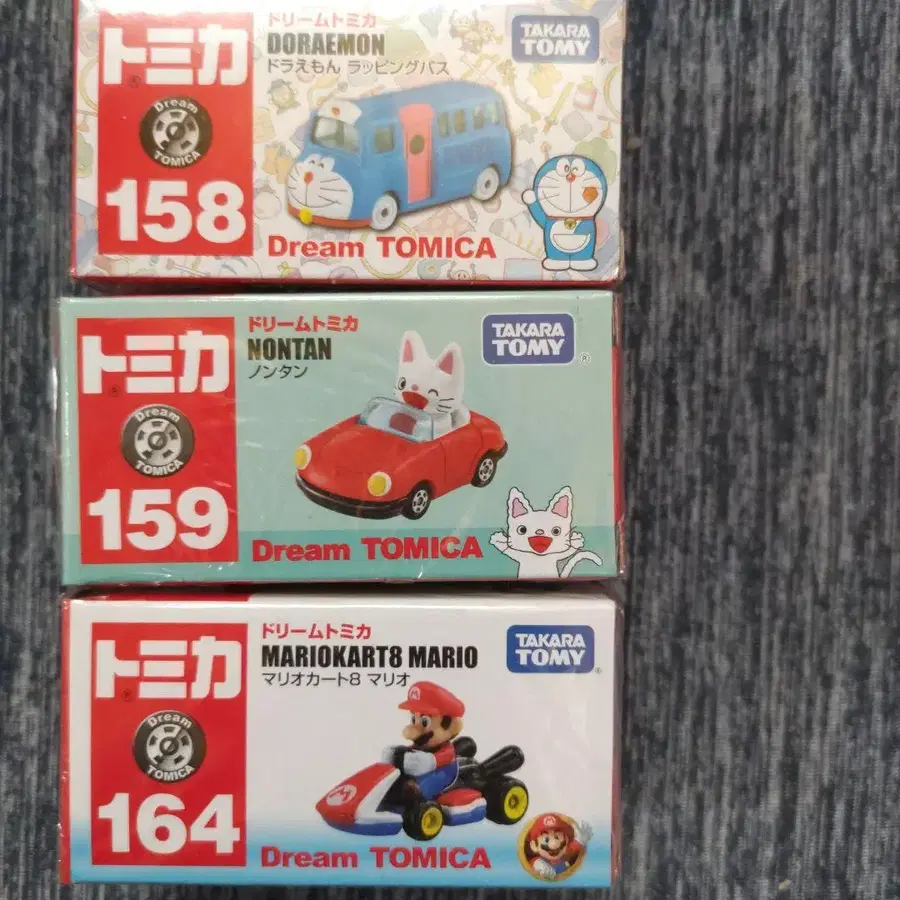 トミカ
Dream
TOMICA
158
ドリームトミカ
DORAEMON
ドラえもん ラッピングバス
TAKARA
TOMY
Dream TOMICA
トミカ
Dream
TOMICA
159
ドリームトミカ
NONTAN
ノンタン
TAKARA
TOMY
®
Dream TOMICA
トミカ
Dream
TOMICA
164
ドリームトミカ
MARIOKART8 MARIO
マリオカート8 マリオ
TAKARA
TOMY
M
M
Dream TOMICA
M